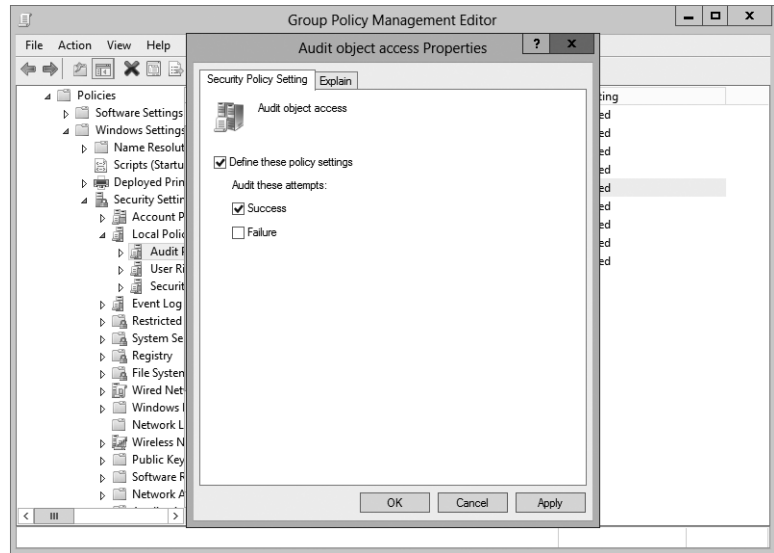 Group Policy Management Editor
File Action View Help
Audit object access Properties
? x
Security Policy Setting Explain
Audit object access
Define these policy settings
Audit these attempts:
Success
Failure
OK Cancel Apply
Policies
Software Settings
Windows Settings
Name Resolut
Scripts (Startu
Deployed Prin
Security Settin
Account P
Local Polic
Audit P
User Ri
Securit
Event Log
Restricted
System Se
Registry
File System
Wired Net
Windows
Network L
Wireless N
Public Key
Software R
Network A
ting
ed
ed
ed
ed
ed
ed
ed
ed
ed